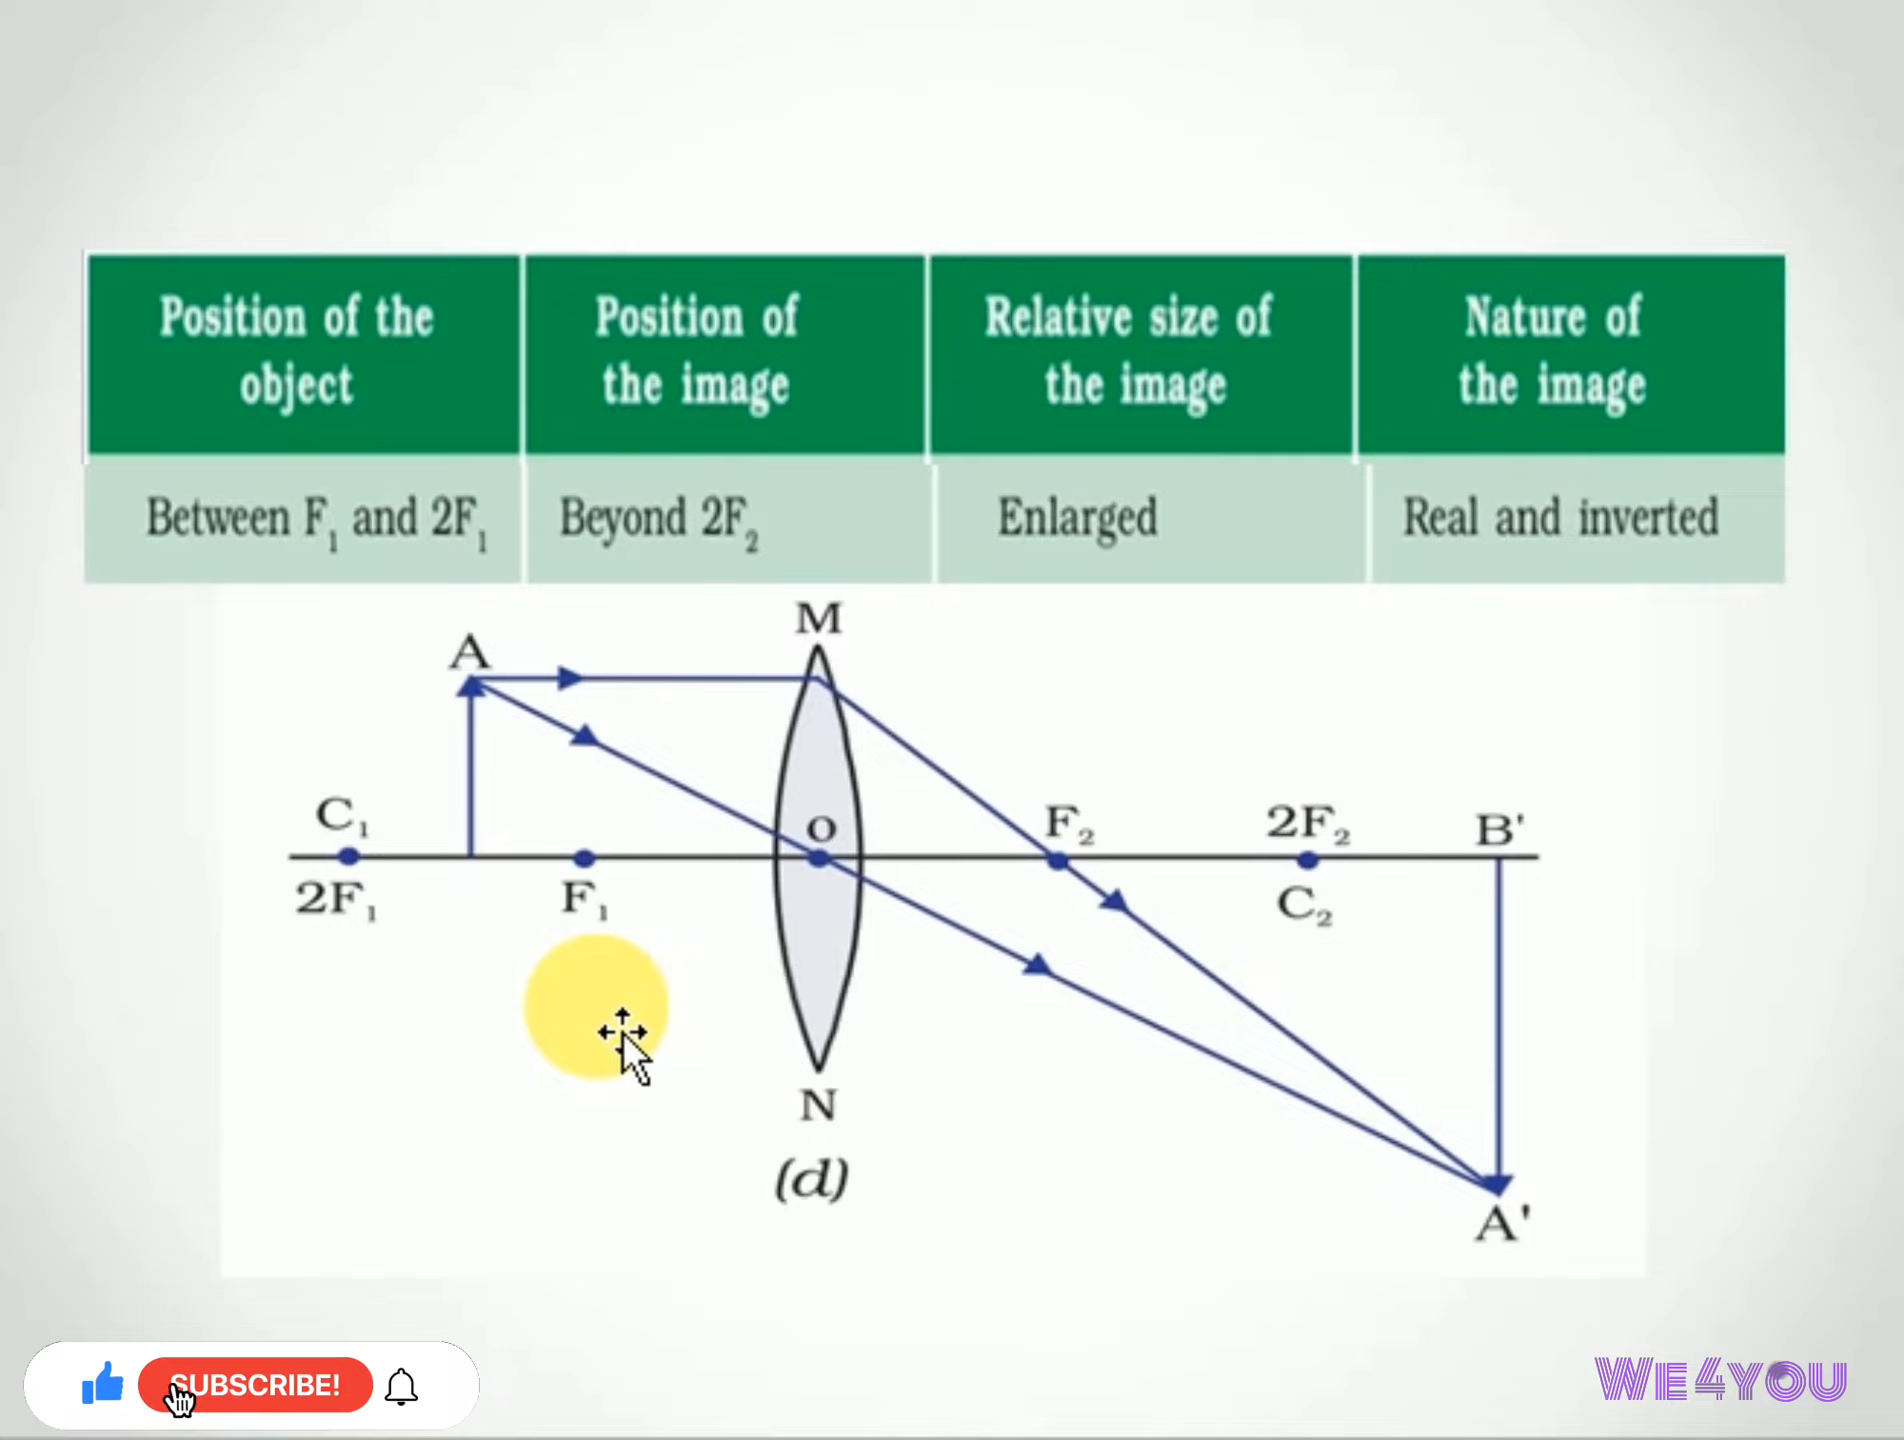 Position of the object
Position of the image
Relative size of the image
Nature of the image
Between F₁ and 2F₁
Beyond 2F₂
Enlarged
Real and inverted
M
A
C₁
O
F₂
2F₂
B'
2F₁
F₁
C₂
N
(d)
A'
SUBSCRIBE!
WE4YOU